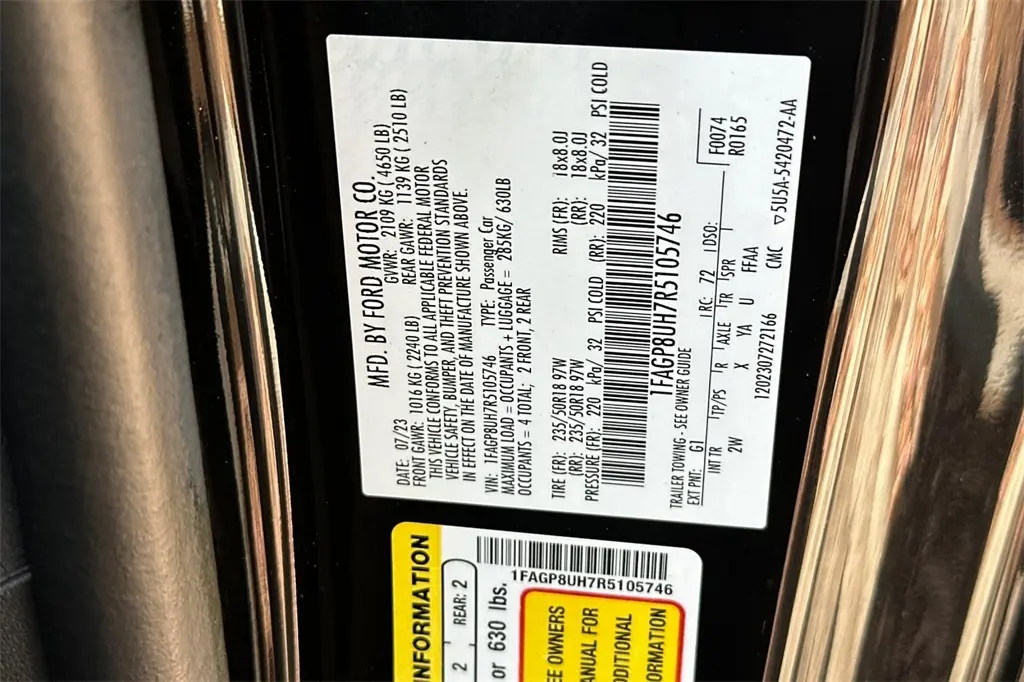 MFD. BY FORD MOTOR CO.
DATE: 07/23 GVWR: 2109 KG ( 4650 LB)
FRONT GAWR: 1016 KG ( 2240 LB) REAR GAWR: 1139 KG ( 2510 LB)
THIS VEHICLE CONFORMS TO ALL APPLICABLE FEDERAL MOTOR
VEHICLE SAFETY, BUMPER, AND THEFT PREVENTION STANDARDS
IN EFFECT ON THE DATE OF MANUFACTURE SHOWN ABOVE.
VIN: 1FAGP8UH7R5105746 TYPE: Passenger Car
MAXIMUM LOAD = OCCUPANTS + LUGGAGE = 285KG/ 630LB
OCCUPANTS = 4 TOTAL; 2 FRONT, 2 REAR
TIRE (FR): 235/50R18 97W RIMS (FR): 18x8.0J
(RR): 235/50R18 97W (RR): 18x8.0J
PRESSURE (FR): 220 kPa/ 32 PSI COLD (RR): 220 kPa/ 32 PSI COLD
1FAGP8UH7R5105746
TRAILER TOWING - SEE OWNER GUIDE
EXT PNT: G1 RC: 72 DSO: F0074
R0165
INT TR TP/PS R AXLE TR SPR
2W X YA U FFAA
1202307272166 CMC ▽5U5A-5420472-AA
INFORMATION
2 REAR: 2
or 630 lbs.
1FAGP8UH7R5105746
EE OWNERS
ANUAL FOR
DDITIONAL
ORMATION